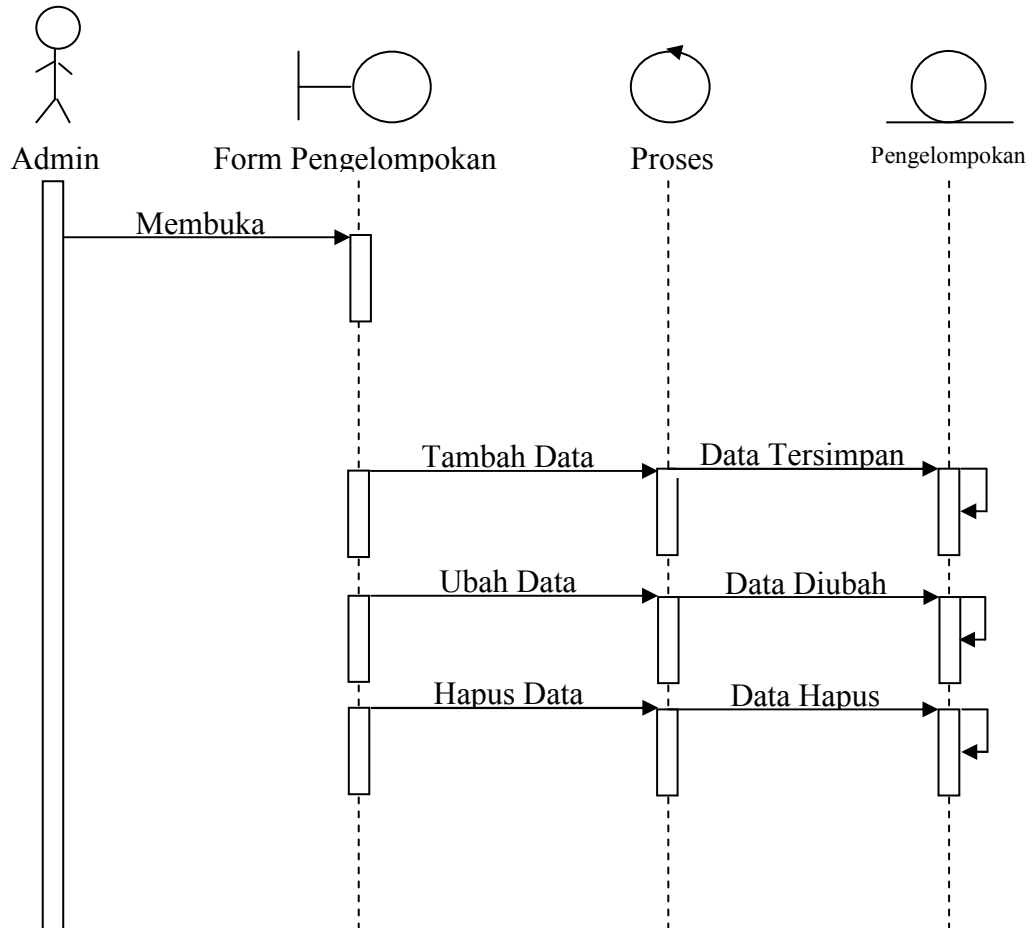 Admin
Form Pengelompokan
Proses
Pengelompokan
Membuka
Tambah Data
Data Tersimpan
Ubah Data
Data Diubah
Hapus Data
Data Hapus